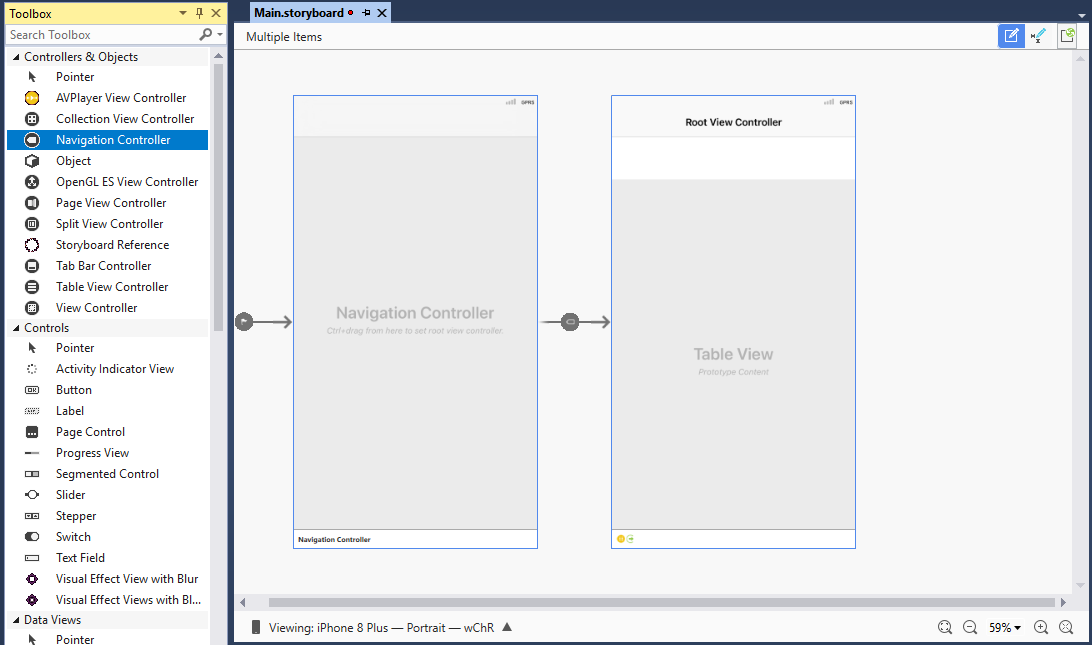 Toolbox
Search Toolbox
Controllers & Objects
Pointer
AVPlayer View Controller
Collection View Controller
Navigation Controller
Object
OpenGL ES View Controller
Page View Controller
Split View Controller
Storyboard Reference
Tab Bar Controller
Table View Controller
View Controller
Controls
Pointer
Activity Indicator View
Button
Label
Page Control
Progress View
Segmented Control
Slider
Stepper
Switch
Text Field
Visual Effect View with Blur
Visual Effect Views with Bl...
Data Views
Pointer
Main.storyboard
Multiple Items
GPRS
Navigation Controller
Ctrl+drag from here to set root view controller.
Navigation Controller
GPRS
Root View Controller
Table View
Prototype Content
Viewing: iPhone 8 Plus — Portrait — wChR
59%